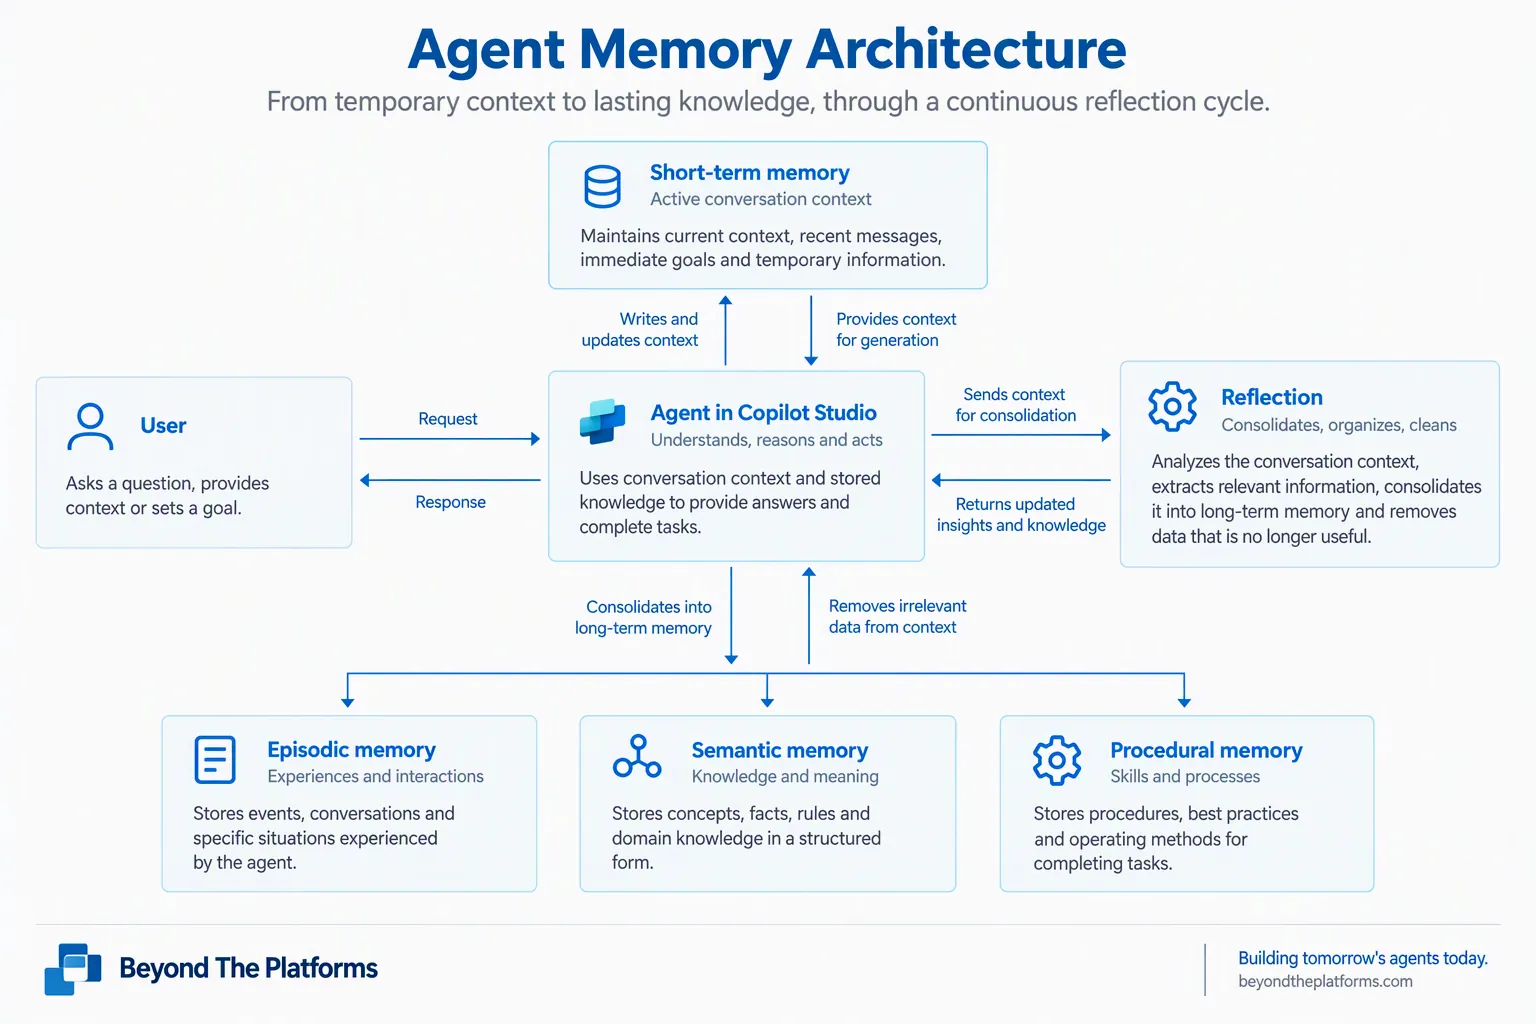 Agent Memory Architecture
From temporary context to lasting knowledge, through a continuous reflection cycle.
Short-term memory
Active conversation context
Maintains current context, recent messages,
immediate goals and temporary information.
Writes and
updates context
Provides context
for generation
User
Asks a question, provides
context or sets a goal.
Request
Response
Agent in Copilot Studio
Understands, reasons and acts
Uses conversation context and stored
knowledge to provide answers and
complete tasks.
Sends context
for consolidation
Returns updated
insights and knowledge
Reflection
Consolidates, organizes, cleans
Analyzes the conversation context,
extracts relevant information, consolidates
it into long-term memory and removes
data that is no longer useful.
Consolidates into
long-term memory
Removes irrelevant
data from context
Episodic memory
Experiences and interactions
Stores events, conversations and
specific situations experienced
by the agent.
Semantic memory
Knowledge and meaning
Stores concepts, facts, rules and
domain knowledge in a structured
form.
Procedural memory
Skills and processes
Stores procedures, best practices
and operating methods for
completing tasks.
Beyond The Platforms
Building tomorrow's agents today.
beyondtheplatforms.com